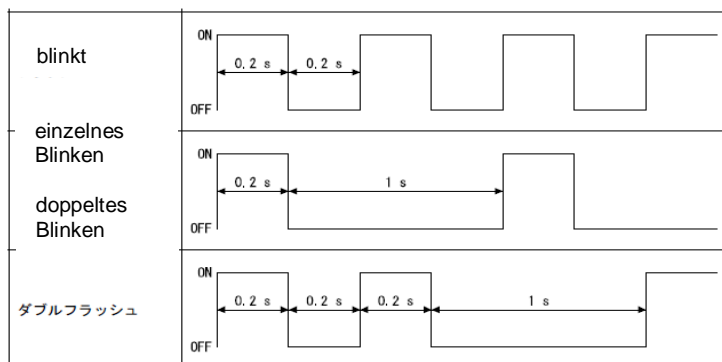 blinkt
ON
0.2 s 0.2 s
OFF
einzelnes
Blinken
ON
0.2 s 1 s
OFF
doppeltes
Blinken
ON
ダブルフラッシュ
0.2 s 0.2 s 0.2 s 1 s
OFF